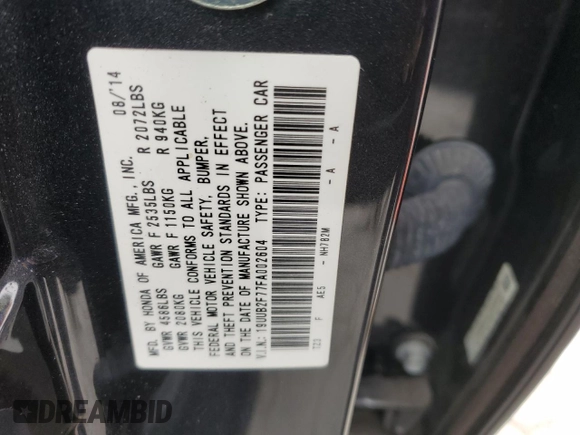 MFD. BY HONDA OF AMERICA MFG., INC. 08/'14
GVWR 4586LBS GAWR F 2535LBS R 2072LBS
GVWR 2080KG GAWR F 1150KG R 940KG
THIS VEHICLE CONFORMS TO ALL APPLICABLE
FEDERAL MOTOR VEHICLE SAFETY, BUMPER,
AND THEFT PREVENTION STANDARDS IN EFFECT
ON THE DATE OF MANUFACTURE SHOWN ABOVE.
V.I.N.: 19UUB2F77FA002604 TYPE: PASSENGER CAR
TZ3 F AE5 - NH782M - A - A
DREAMBID